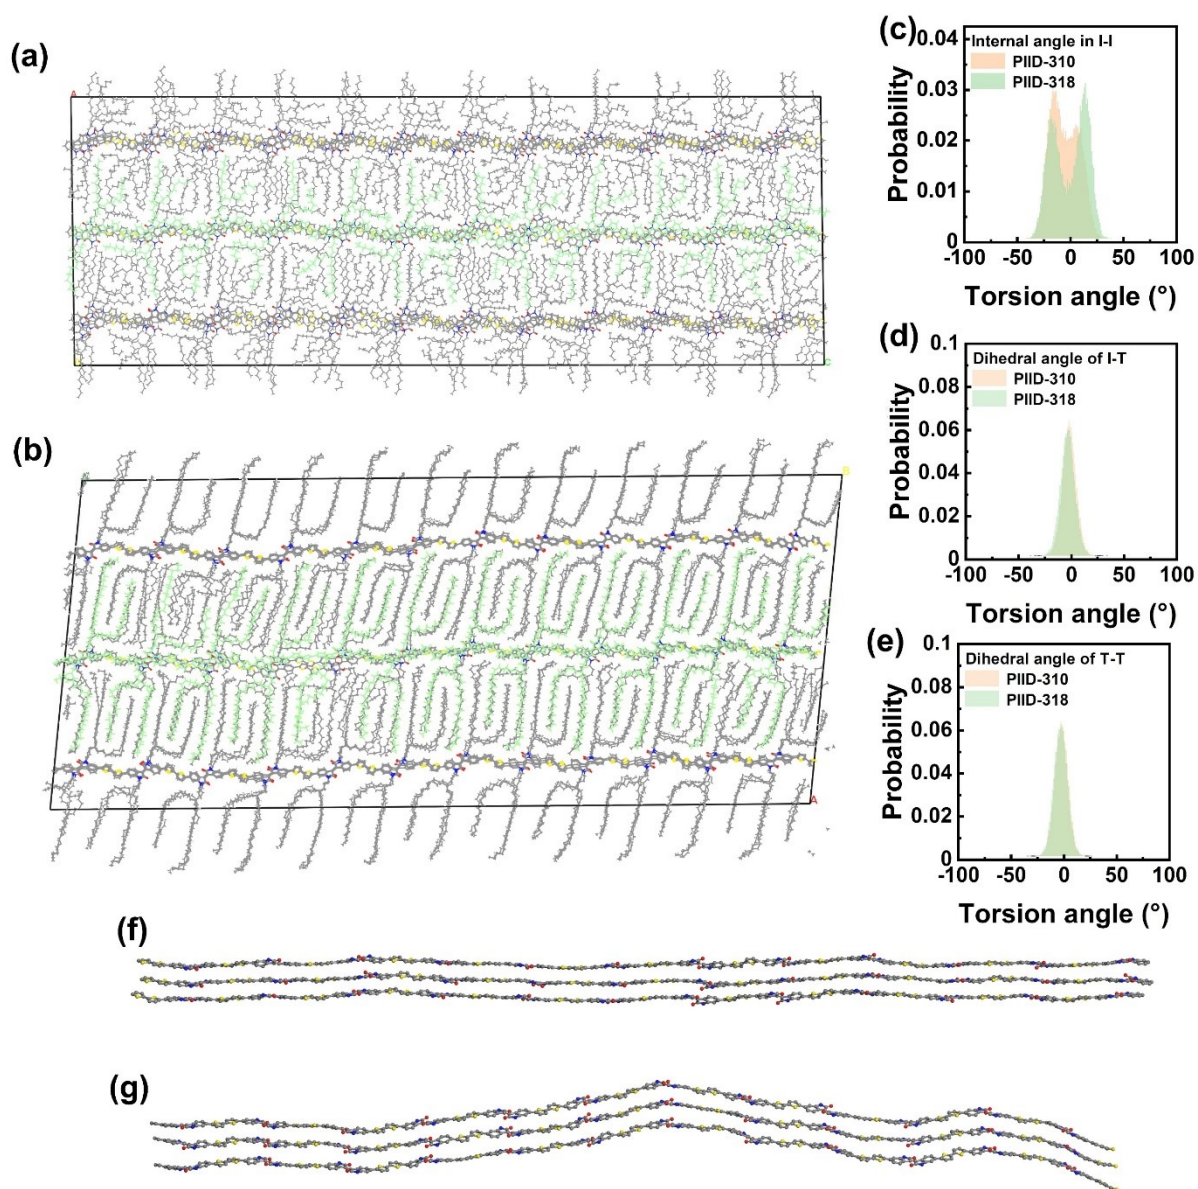 (a)
A
C
(b)
B
A
(c)
0.04
0.03
0.02
0.01
0
Probability
Internal angle in I-I
PIID-310
PIID-318
-100
-50
0
50
100
Torsion angle (°)
(d)
0.1
0.08
0.06
0.04
0.02
0
Probability
Dihedral angle of I-T
PIID-310
PIID-318
-100
-50
0
50
100
Torsion angle (°)
(e)
0.1
0.08
0.06
0.04
0.02
0
Probability
Dihedral angle of T-T
PIID-310
PIID-318
-100
-50
0
50
100
Torsion angle (°)
(f)
(g)